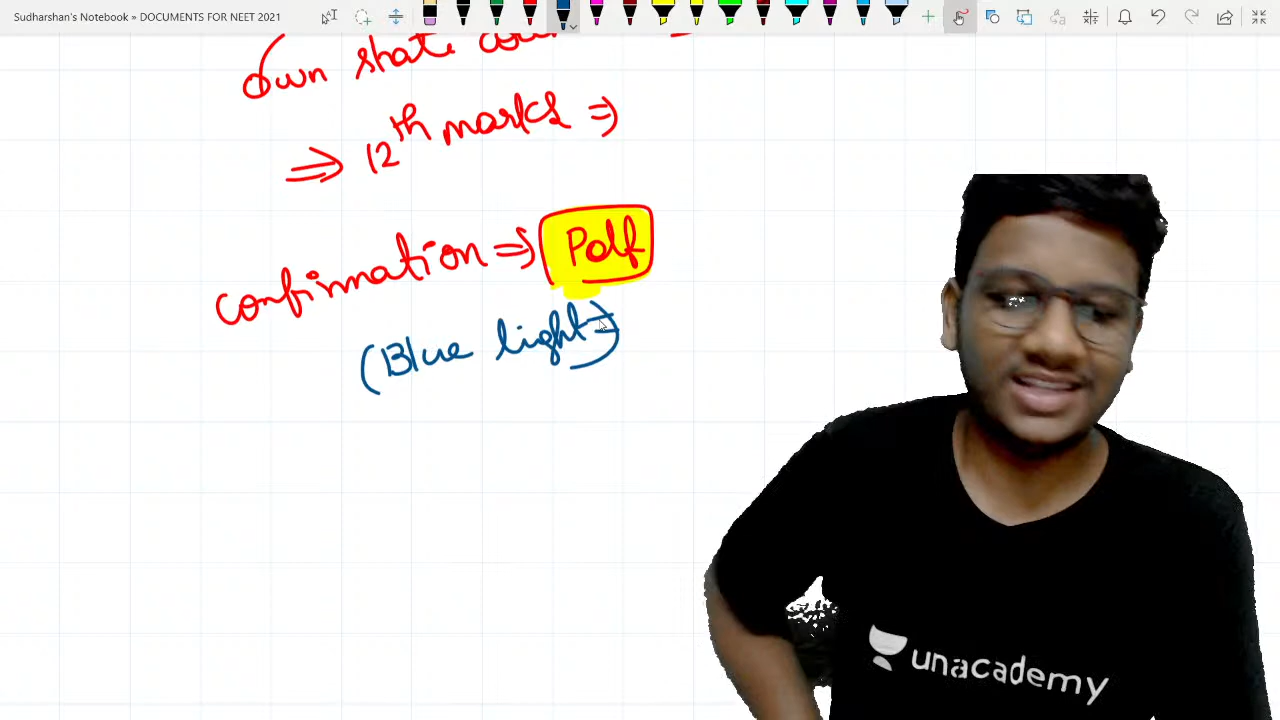 Sudharshan's Notebook » DOCUMENTS FOR NEET 2021
own state
⇒ 12th marks ⇒
confirmation ⇒ Pdf
(Blue light ⇒)
unacademy